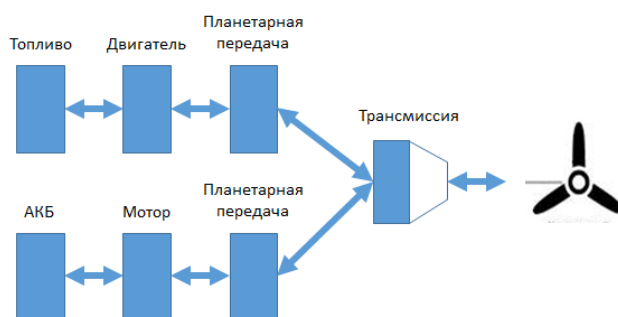 Топливо
Двигатель
Планетарная
передача
Трансмиссия
АКБ
Мотор
Планетарная
передача